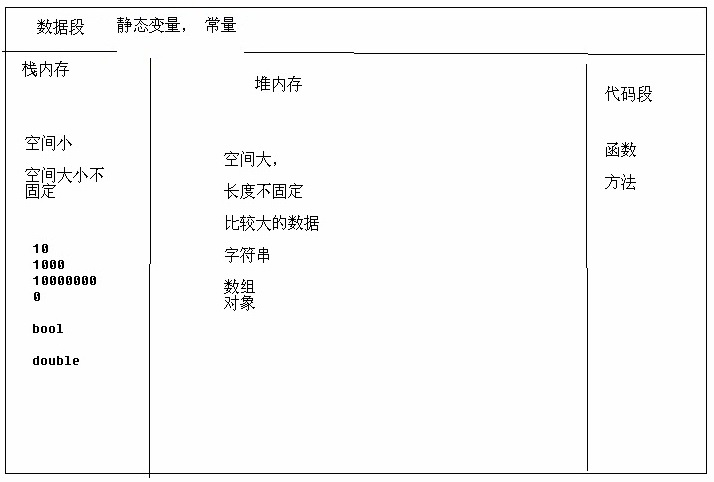 数据段 静态变量， 常量
栈内存
空间小
空间大小不
固定
10
1000
10000000
0
bool
double
堆内存
空间大，
长度不固定
比较大的数据
字符串
数组
对象
代码段
函数
方法